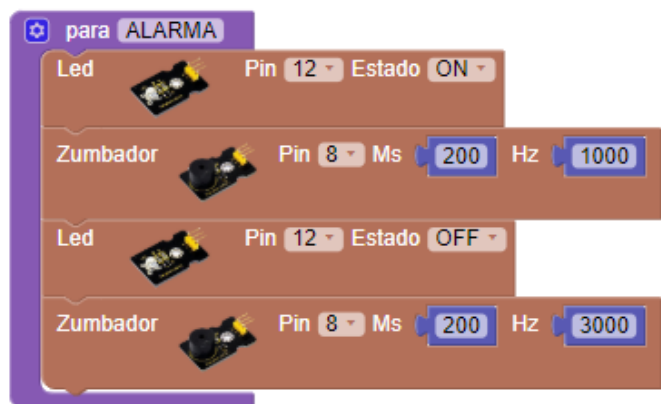 para ALARMA
Led Pin 12 Estado ON
Zumbador Pin 8 Ms 200 Hz 1000
Led Pin 12 Estado OFF
Zumbador Pin 8 Ms 200 Hz 3000